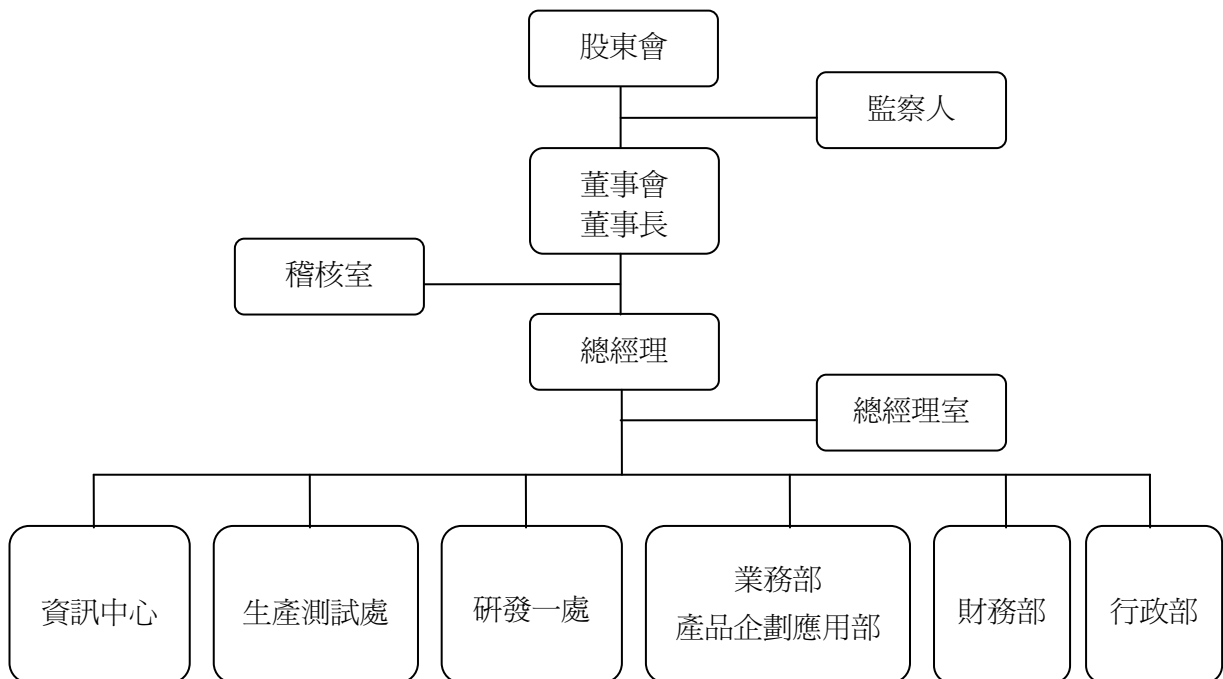 股東會
監察人
董事會
董事長
稽核室
總經理
總經理室
資訊中心
生產測試處
研發一處
業務部
產品企劃應用部
財務部
行政部